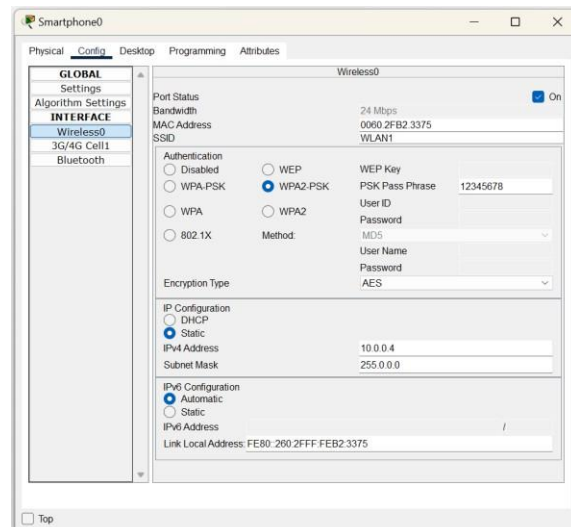 Smartphone0
Physical Config Desktop Programming Attributes
GLOBAL
Settings
Algorithm Settings
INTERFACE
Wireless0
3G/4G Cell1
Bluetooth
Wireless0
Port Status On
Bandwidth 24 Mbps
MAC Address 0060.2FB2.3375
SSID WLAN1
Authentication
Disabled WEP WEP Key
WPA-PSK WPA2-PSK PSK Pass Phrase 12345678
User ID
WPA WPA2
Password
802.1X Method: MD5
User Name
Password
Encryption Type AES
IP Configuration
DHCP
Static
IPv4 Address 10.0.0.4
Subnet Mask 255.0.0.0
IPv6 Configuration
Automatic
Static
IPv6 Address /
Link Local Address: FE80::260:2FFF:FEB2:3375
Top